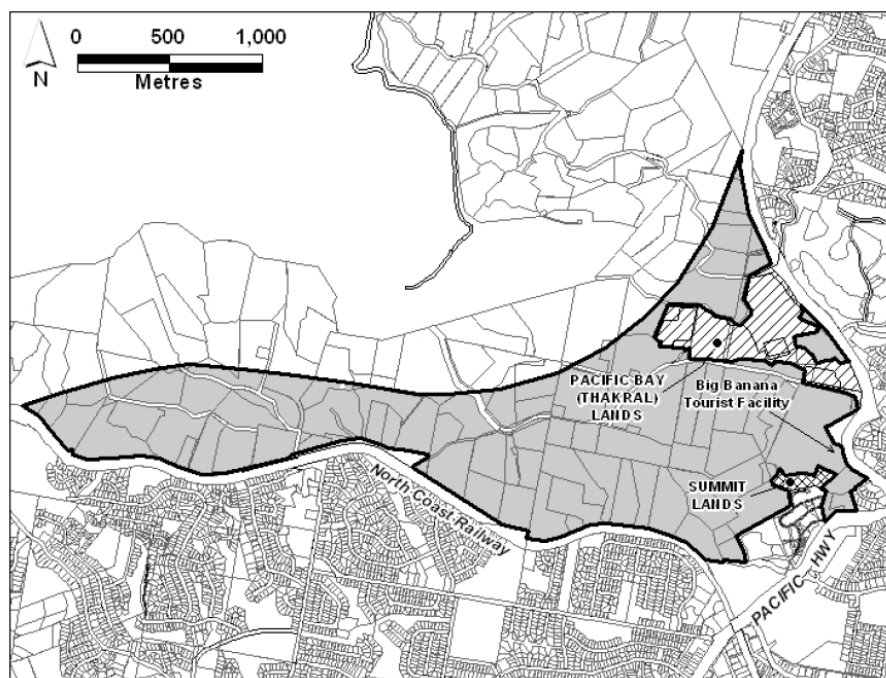 0 500 1,000
Metres
N
PACIFIC BAY
(THAKRAL)
LANDS
Big Banana
Tourist Facility
SUMMIT
LANDS
North Coast Railway
PACIFIC HWY